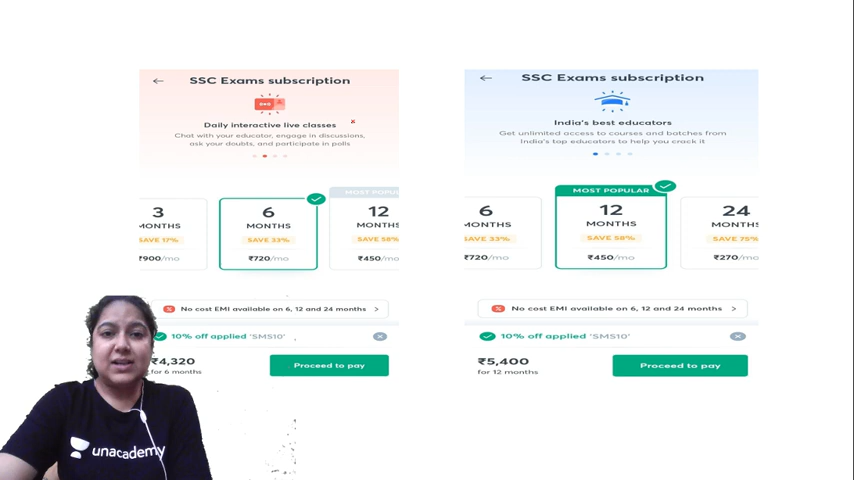 SSC Exams subscription
Daily interactive live classes
Chat with your educator, engage in discussions,
ask your doubts, and participate in polls
3
MONTHS
SAVE 17%
₹900/mo
6
MONTHS
SAVE 33%
₹720/mo
MOST POPUL
12
MONTHS
SAVE 58%
₹450/mo
No cost EMI available on 6, 12 and 24 months >
10% off applied 'SMS10'
₹4,320
for 6 months
Proceed to pay
SSC Exams subscription
India's best educators
Get unlimited access to courses and batches from
India's top educators to help you crack it
6
MONTHS
SAVE 33%
₹720/mo
MOST POPULAR
12
MONTHS
SAVE 58%
₹450/mo
24
MONTHS
SAVE 75%
₹270/mo
No cost EMI available on 6, 12 and 24 months >
10% off applied 'SMS10'
₹5,400
for 12 months
Proceed to pay
unacademy